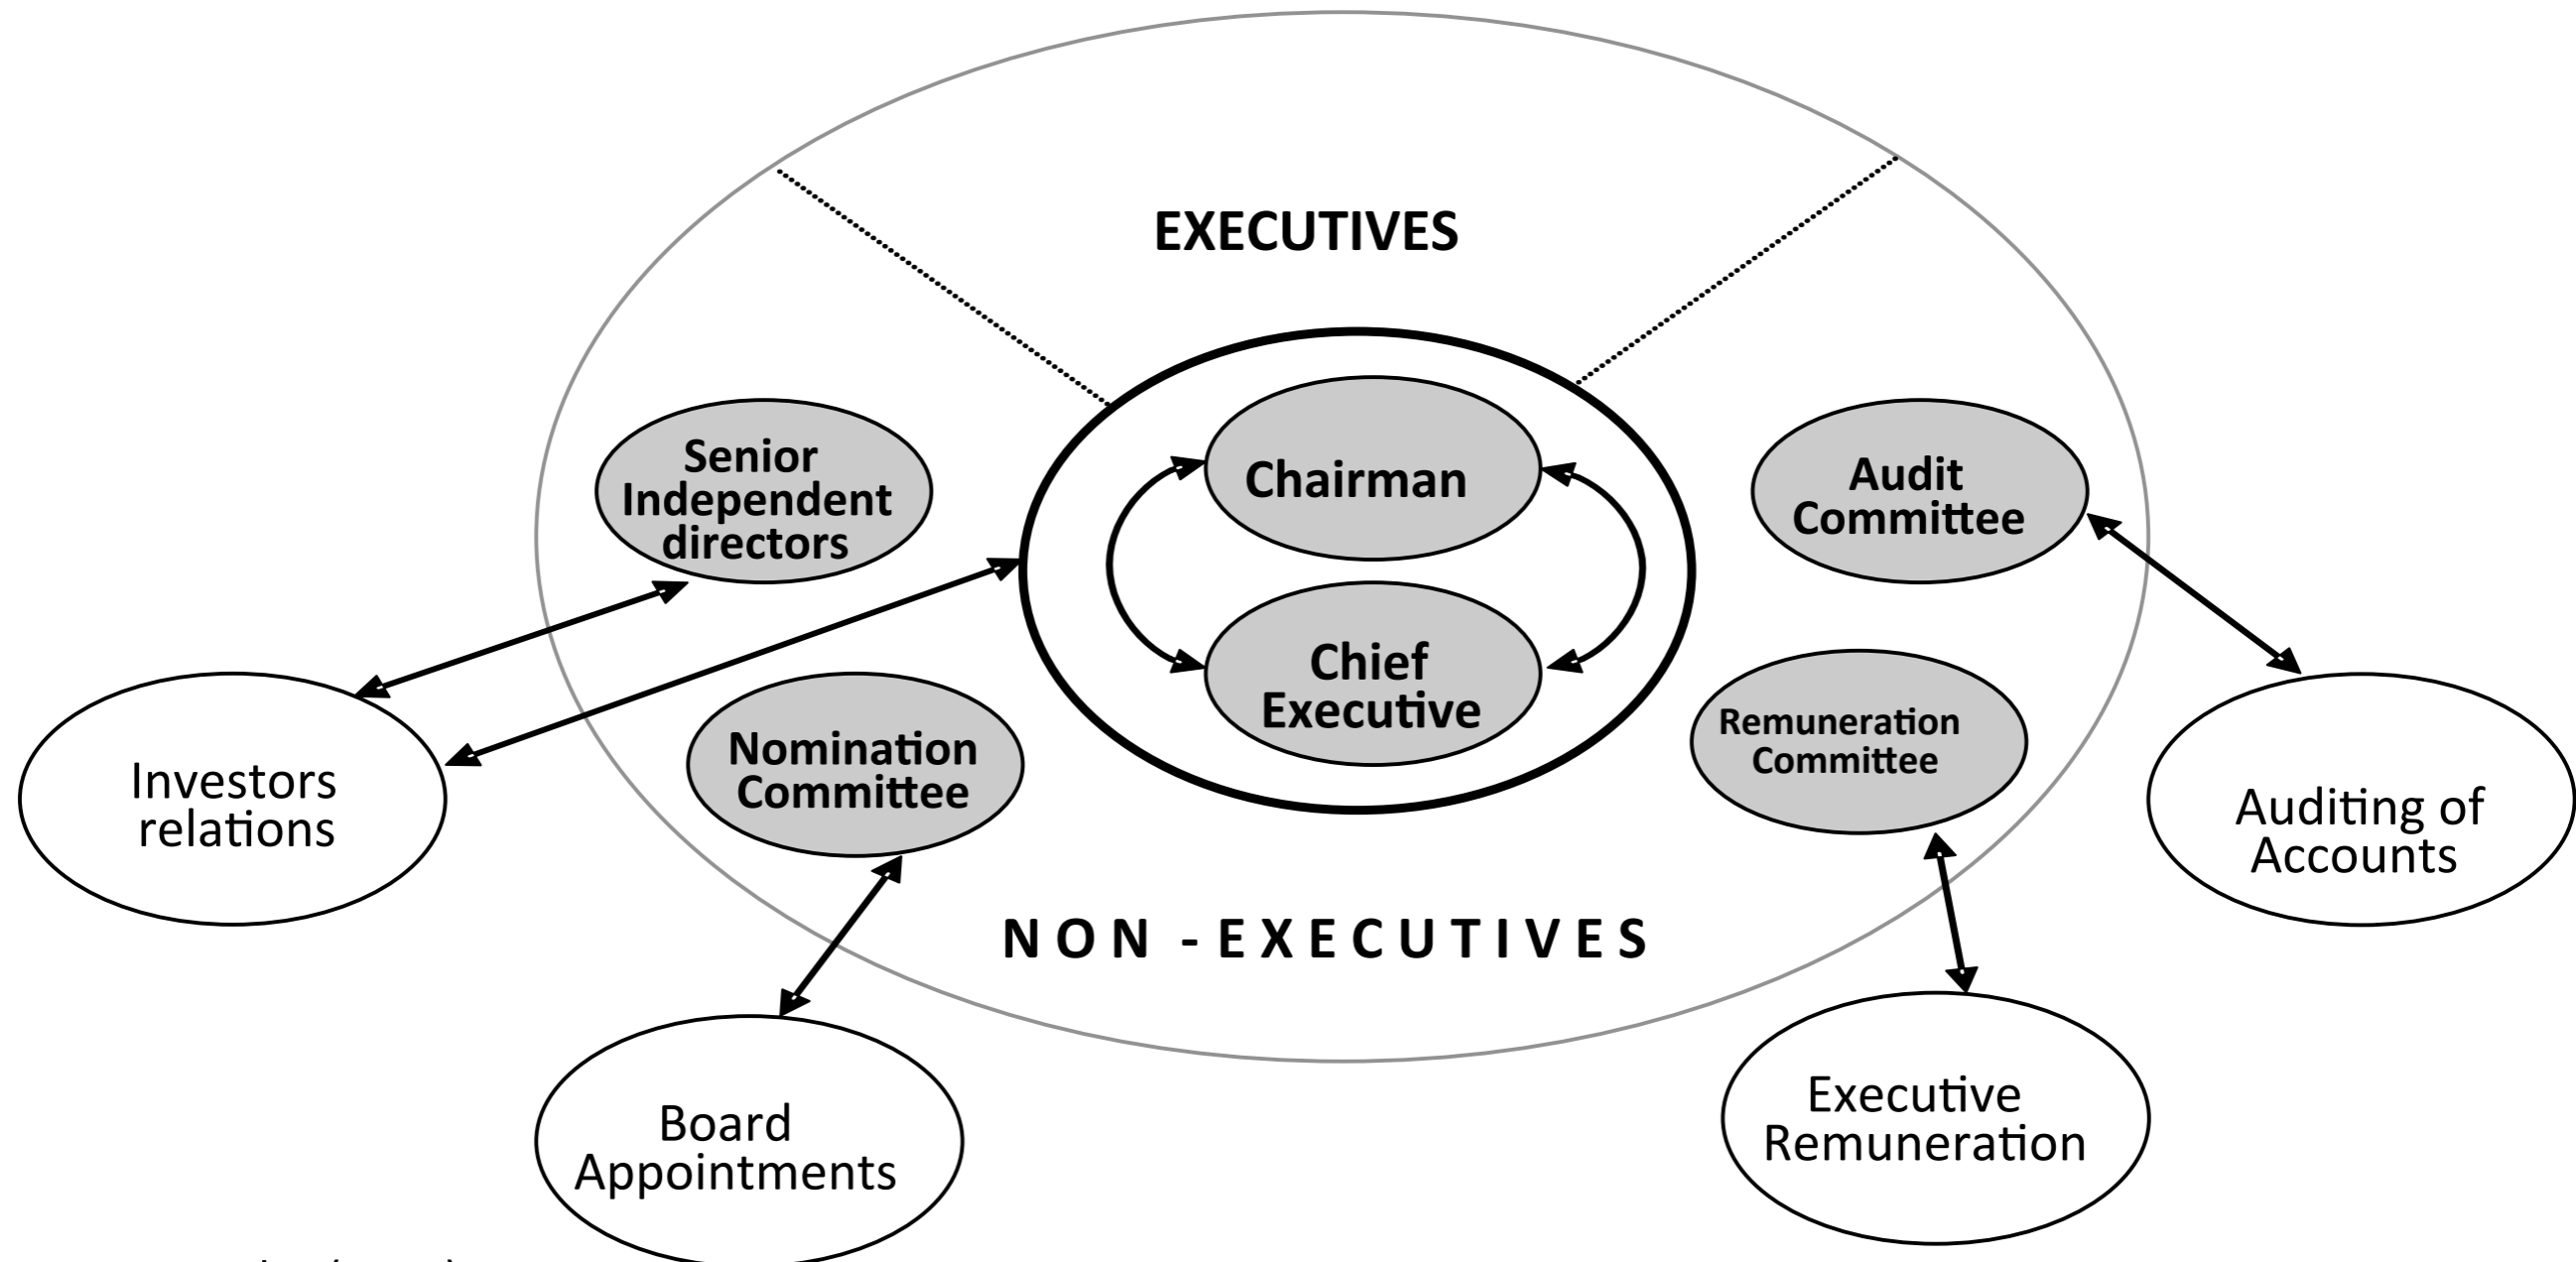 EXECUTIVES
Senior
Independent
directors
Chairman
Audit
Committee
Chief
Executive
Nomination
Committee
Remuneration
Committee
Investors
relations
Auditing of
Accounts
NON - EXECUTIVES
Board
Appointments
Executive
Remuneration